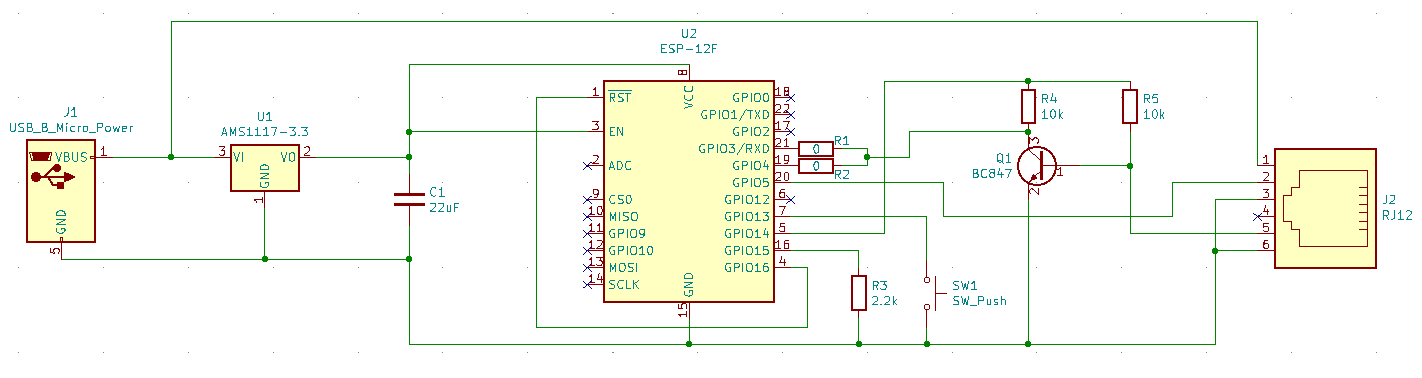 J1
USB_B_Micro_Power
VBUS
1
GND
5
U1
AMS1117-3.3
3
VI
VO
2
GND
1
C1
22uF
U2
ESP-12F
8
VCC
1
RST
3
EN
2
ADC
9
CS0
10
MISO
11
GPIO9
12
GPIO10
13
MOSI
14
SCLK
GPIO0
18
GPIO1/TXD
22
GPIO2
17
GPIO3/RXD
21
GPIO4
19
GPIO5
20
GPIO12
6
GPIO13
7
GPIO14
5
GPIO15
16
GPIO16
4
GND
15
R1
0
0
R2
R3
2.2k
SW1
SW_Push
R4
10k
R5
10k
Q1
BC847
3
1
2
1
2
3
4
5
6
J2
RJ12